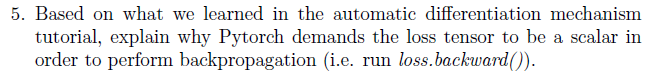 5. Based on what we learned in the automatic differentiation mechanism
tutorial, explain why Pytorch demands the loss tensor to be a scalar in
order to perform backpropagation (i.e. run loss.backward()).